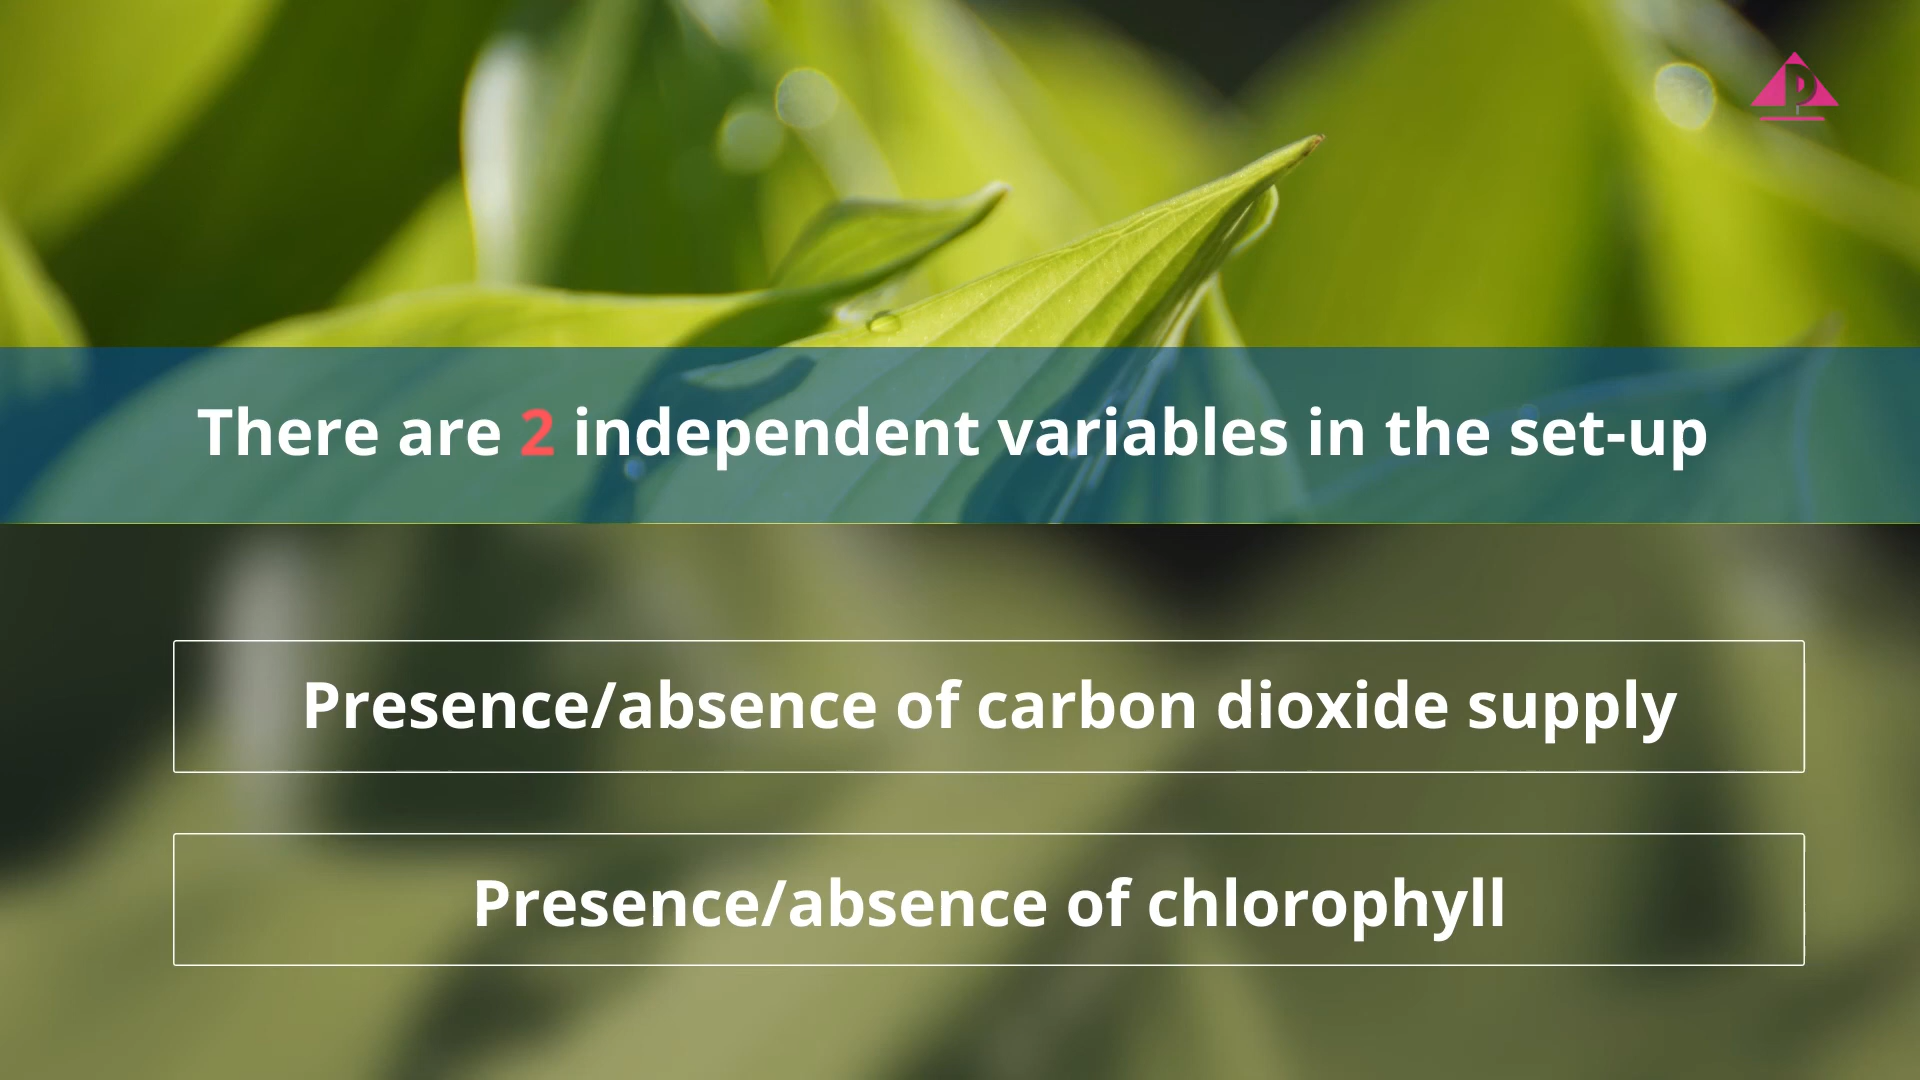 There are 2 independent variables in the set-up
Presence/absence of carbon dioxide supply
Presence/absence of chlorophyll